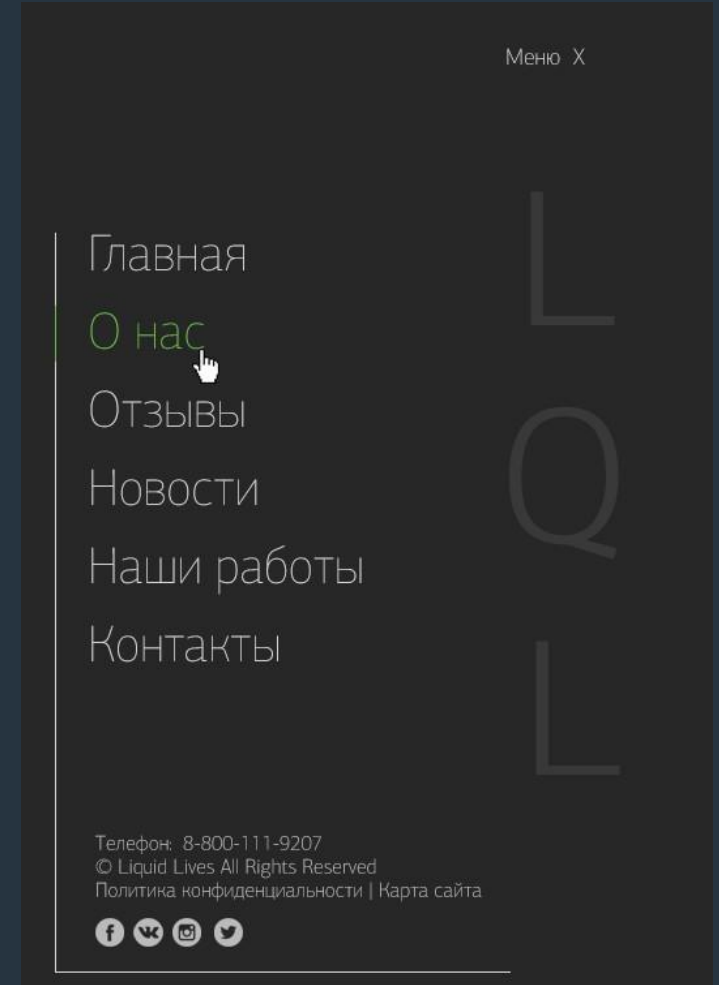 Меню X
Главная
О нас
Отзывы
Новости
Наши работы
Контакты
L
Q
L
Телефон: 8-800-111-9207
© Liquid Lives All Rights Reserved
Политика конфиденциальности | Карта сайта